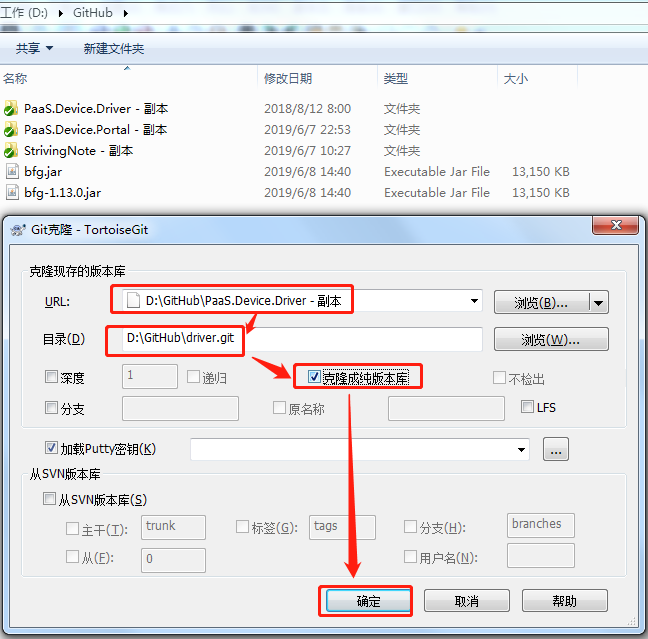 工作 (D:) GitHub
共享 新建文件夹
名称 修改日期 类型 大小
PaaS.Device.Driver - 副本 2018/8/12 8:00 文件夹
PaaS.Device.Portal - 副本 2019/6/7 22:53 文件夹
StrivingNote - 副本 2019/6/7 10:27 文件夹
bfg.jar 2019/6/8 14:40 Executable Jar File 13,150 KB
bfg-1.13.0.jar 2019/6/8 14:40 Executable Jar File 13,150 KB
Git克隆 - TortoiseGit
克隆现存的版本库
URL: D:\GitHub\PaaS.Device.Driver - 副本 浏览(B)...
目录(D) D:\GitHub\driver.git 浏览(W)...
深度 1 递归 克隆成纯版本库 不检出
分支 原名称 LFS
加载Putty密钥(K) ...
从SVN版本库
从SVN版本库(S)
主干(T): trunk 标签(G): tags 分支(H): branches
从(F): 0 用户名(N):
确定 取消 帮助